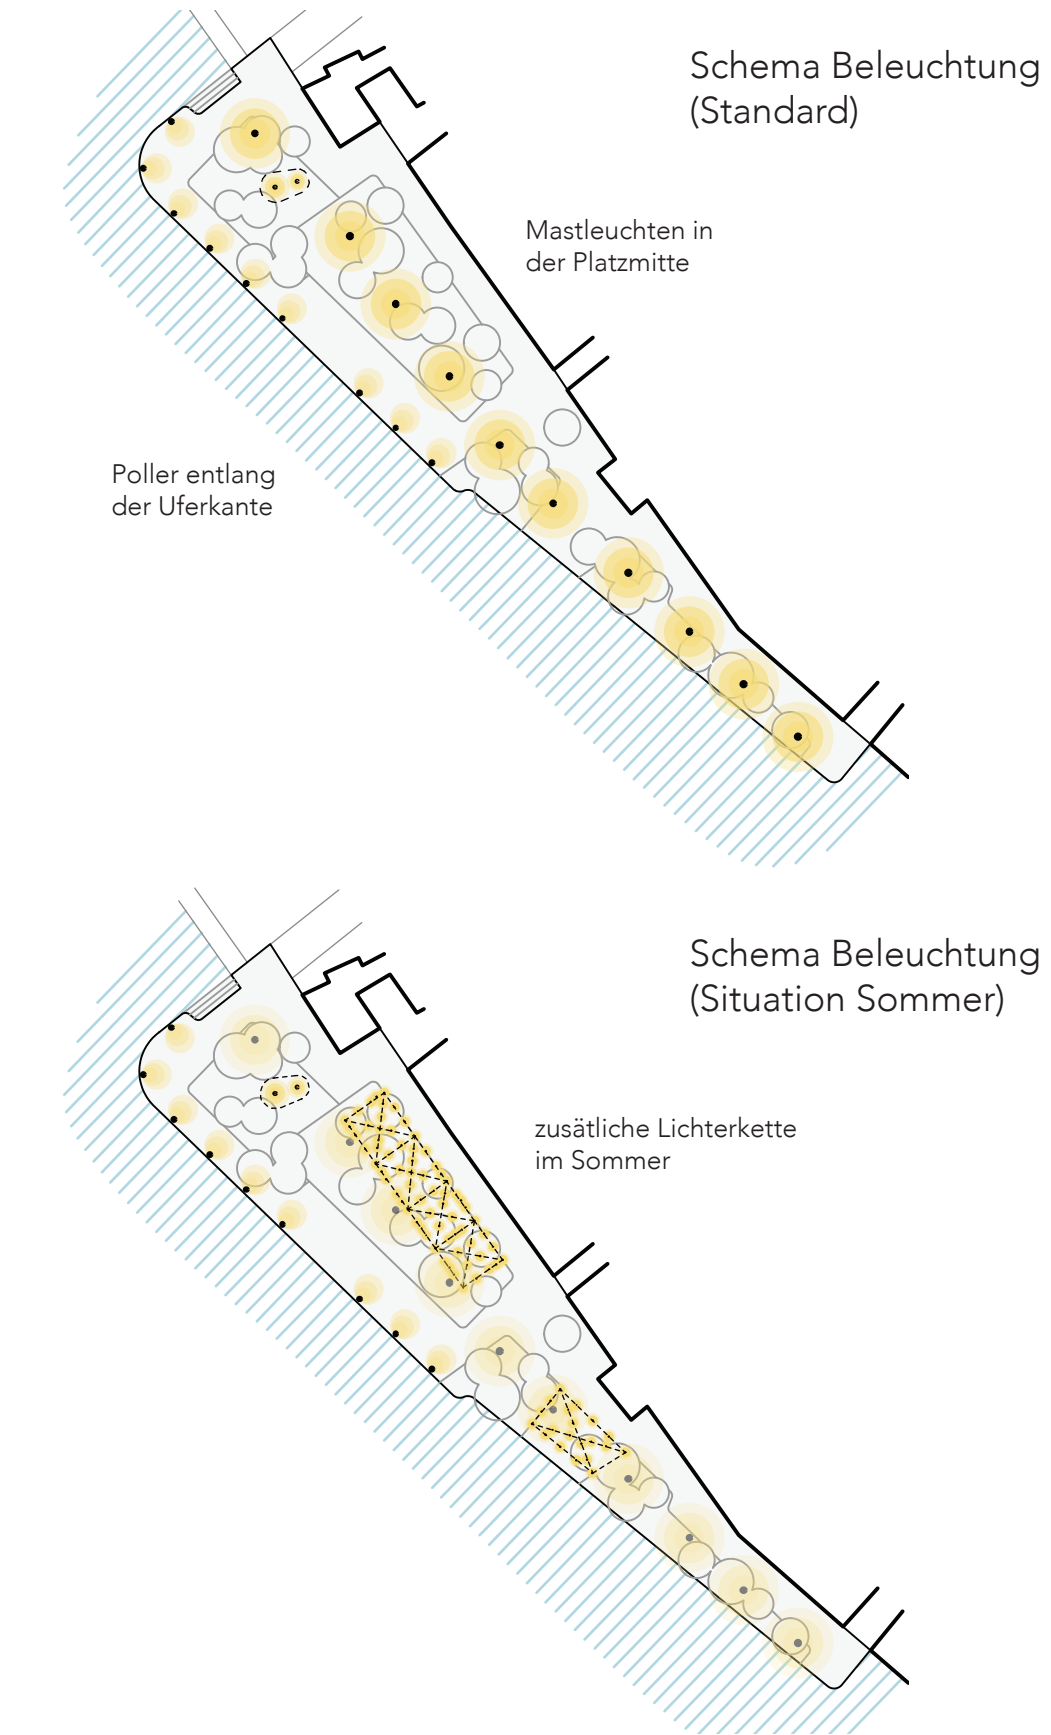 Schema Beleuchtung
(Standard)
Mastleuchten in
der Platzmitte
Poller entlang
der Uferkante
Schema Beleuchtung
(Situation Sommer)
zusätliche Lichterkette
im Sommer